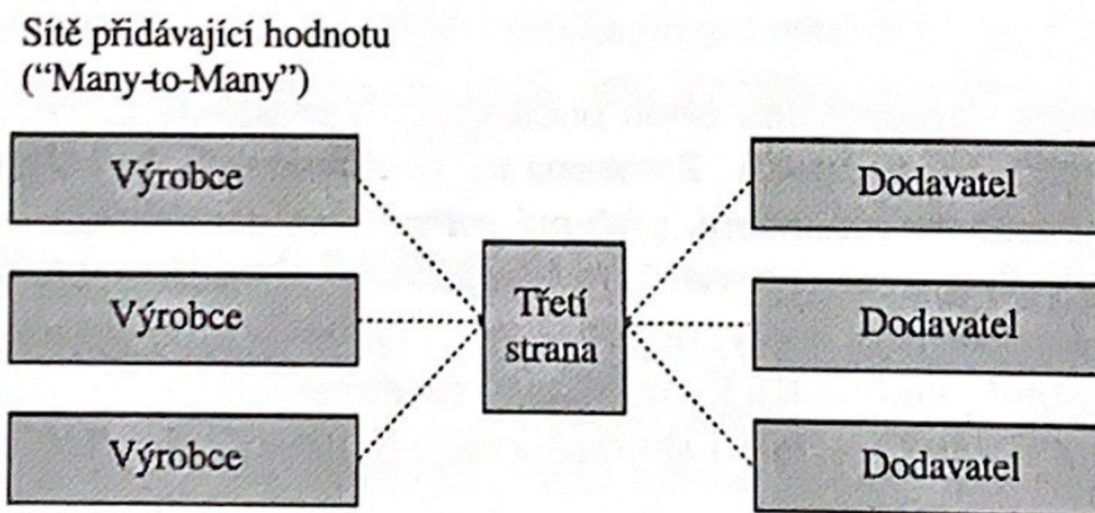 Sítě přidávající hodnotu
(“Many-to-Many”)
Výrobce
Dodavatel
Výrobce
Třetí
strana
Dodavatel
Výrobce
Dodavatel